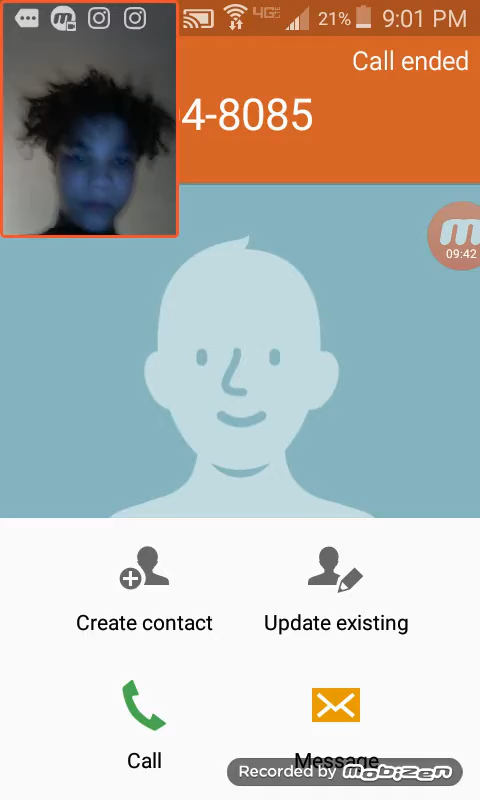 4G 21% 9:01 PM
Call ended
4-8085
09:42
Create contact
Update existing
Call
Message
Recorded by mobizen